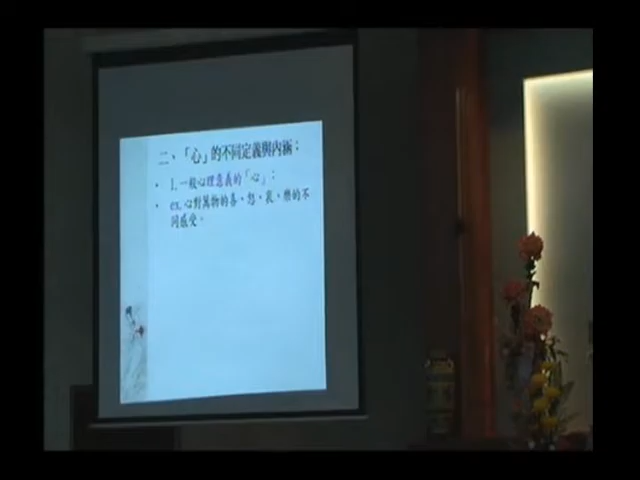 二、「心」的不同定義與內涵：
• 1. 一般心理意義的「心」：
• ex. 心對萬物的喜、怒、哀、樂的不
同感受。